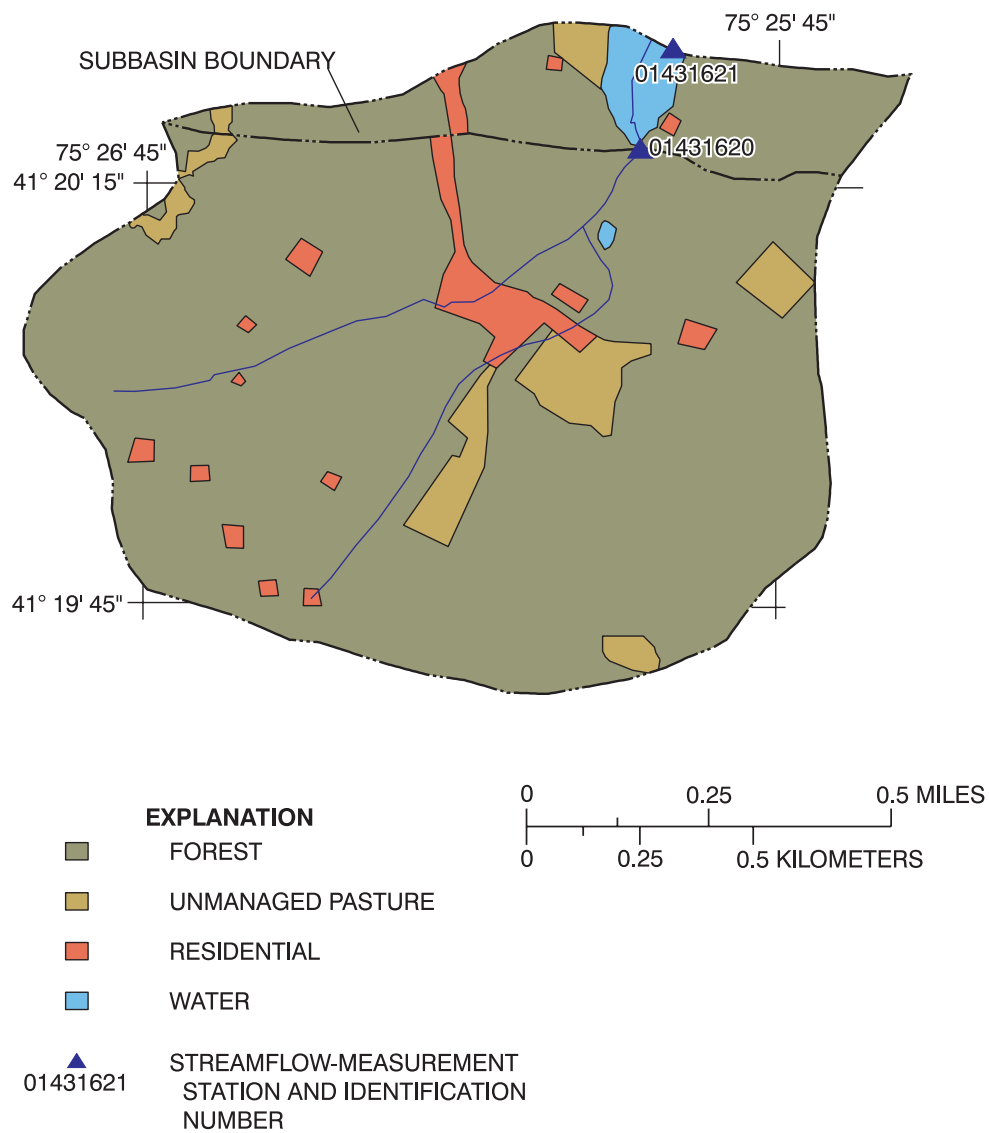 75° 25' 45"
SUBBASIN BOUNDARY
01431621
75° 26' 45"
01431620
41° 20' 15"
41° 19' 45"
0 0.25 0.5 MILES
0 0.25 0.5 KILOMETERS
EXPLANATION
FOREST
UNMANAGED PASTURE
RESIDENTIAL
WATER
01431621
STREAMFLOW-MEASUREMENT
STATION AND IDENTIFICATION
NUMBER